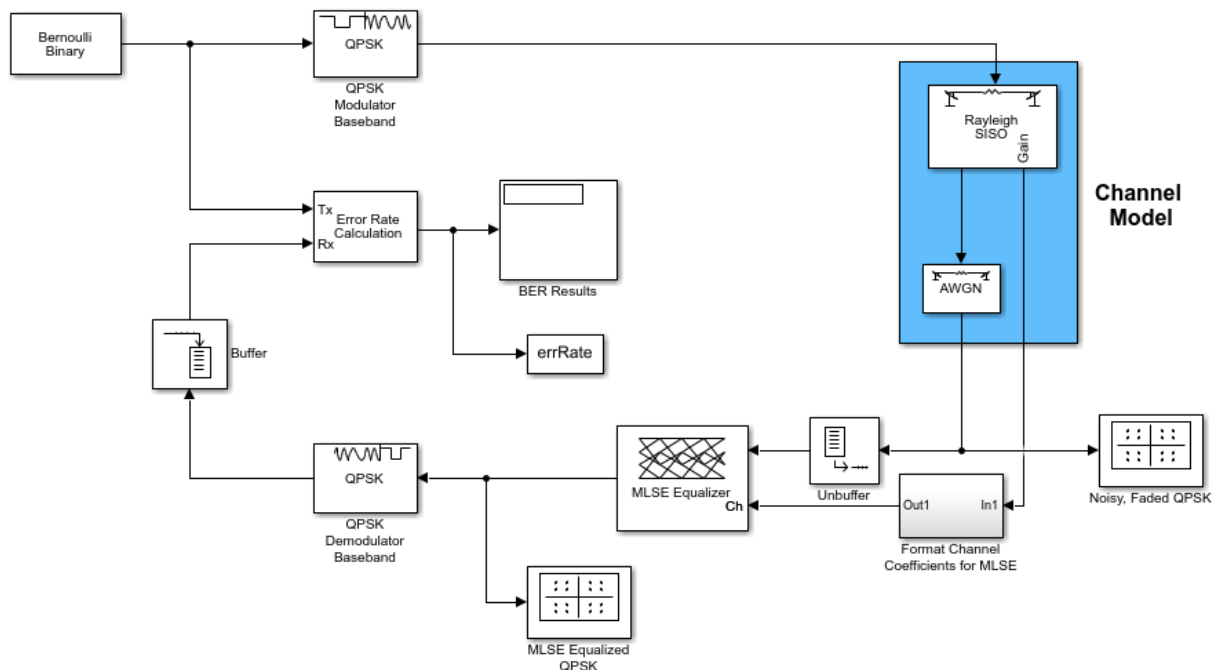 Bernoulli
Binary
QPSK
QPSK
Modulator
Baseband
Rayleigh
SISO
Gain
Channel
Model
Tx
Rx
Error Rate
Calculation
BER Results
AWGN
Buffer
errRate
QPSK
QPSK
Demodulator
Baseband
MLSE Equalizer
Ch
Unbuffer
Out1
In1
Format Channel
Coefficients for MLSE
Noisy, Faded QPSK
MLSE Equalized
QPSK